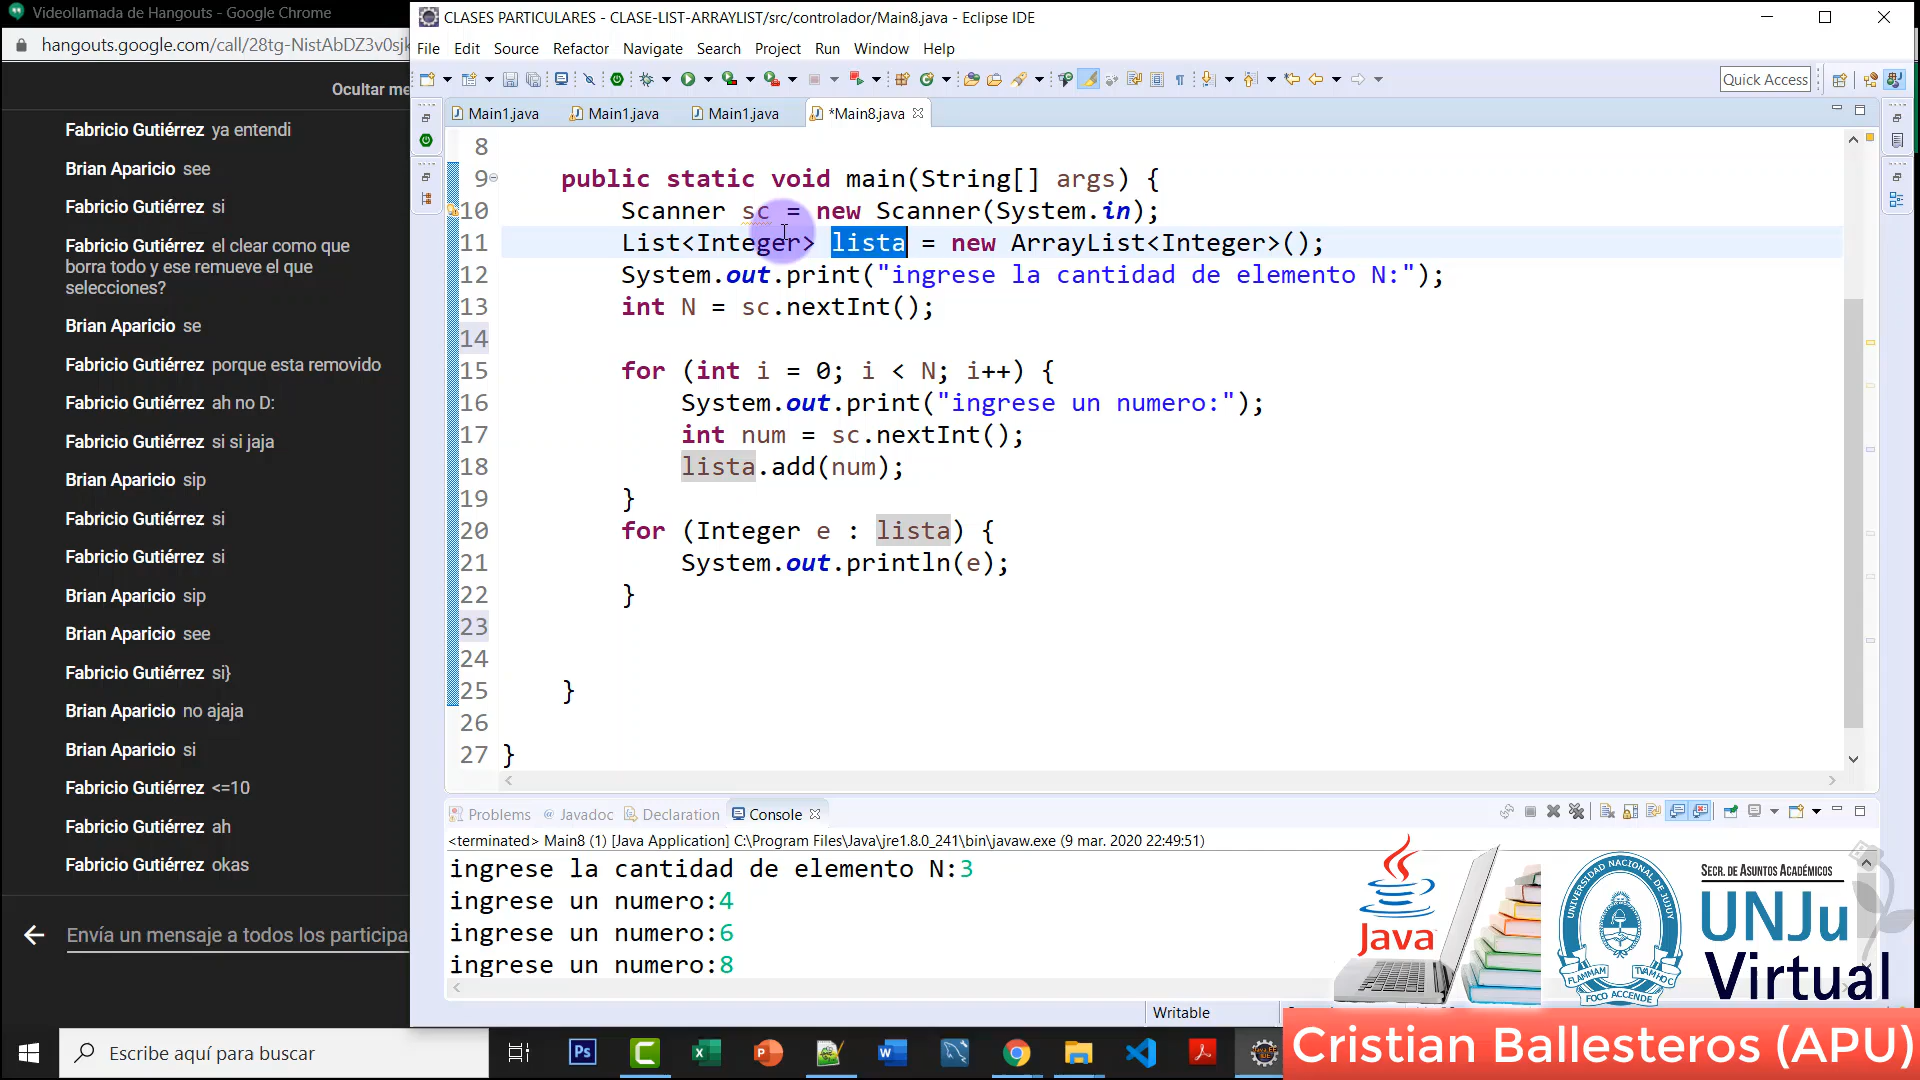 Videollamada de Hangouts - Google Chrome
hangouts.google.com/call/28tg-NistAbDZ3v0sjk
Ocultar me
Fabricio Gutiérrez ya entendi
Brian Aparicio see
Fabricio Gutiérrez si
Fabricio Gutiérrez el clear como que
borra todo y ese remueve el que
selecciones?
Brian Aparicio se
Fabricio Gutiérrez porque esta removido
Fabricio Gutiérrez ah no D:
Fabricio Gutiérrez si si jaja
Brian Aparicio sip
Fabricio Gutiérrez si
Fabricio Gutiérrez si
Brian Aparicio sip
Brian Aparicio see
Fabricio Gutiérrez si}
Brian Aparicio no ajaja
Brian Aparicio si
Fabricio Gutiérrez <=10
Fabricio Gutiérrez ah
Fabricio Gutiérrez okas
Envía un mensaje a todos los participa
CLASES PARTICULARES - CLASE-LIST-ARRAYLIST/src/controlador/Main8.java - Eclipse IDE
File Edit Source Refactor Navigate Search Project Run Window Help
Quick Access
Main1.java Main1.java Main1.java *Main8.java
8
9 public static void main(String[] args) {
10 Scanner sc = new Scanner(System.in);
11 List<Integer> lista = new ArrayList<Integer>();
12 System.out.print("ingrese la cantidad de elemento N:");
13 int N = sc.nextInt();
14
15 for (int i = 0; i < N; i++) {
16 System.out.print("ingrese un numero:");
17 int num = sc.nextInt();
18 lista.add(num);
19 }
20 for (Integer e : lista) {
21 System.out.println(e);
22 }
23
24
25 }
26
27 }
Problems Javadoc Declaration Console
<terminated> Main8 (1) [Java Application] C:\Program Files\Java\jre1.8.0_241\bin\javaw.exe (9 mar. 2020 22:49:51)
ingrese la cantidad de elemento N:3
ingrese un numero:4
ingrese un numero:6
ingrese un numero:8
Writable
Java
UNIVERSIDAD NACIONAL DE JUJUY
FOCO ACCENDE
Secr. de Asuntos Académicos
UNJu
Virtual
Escribe aquí para buscar
Cristian Ballesteros (APU)